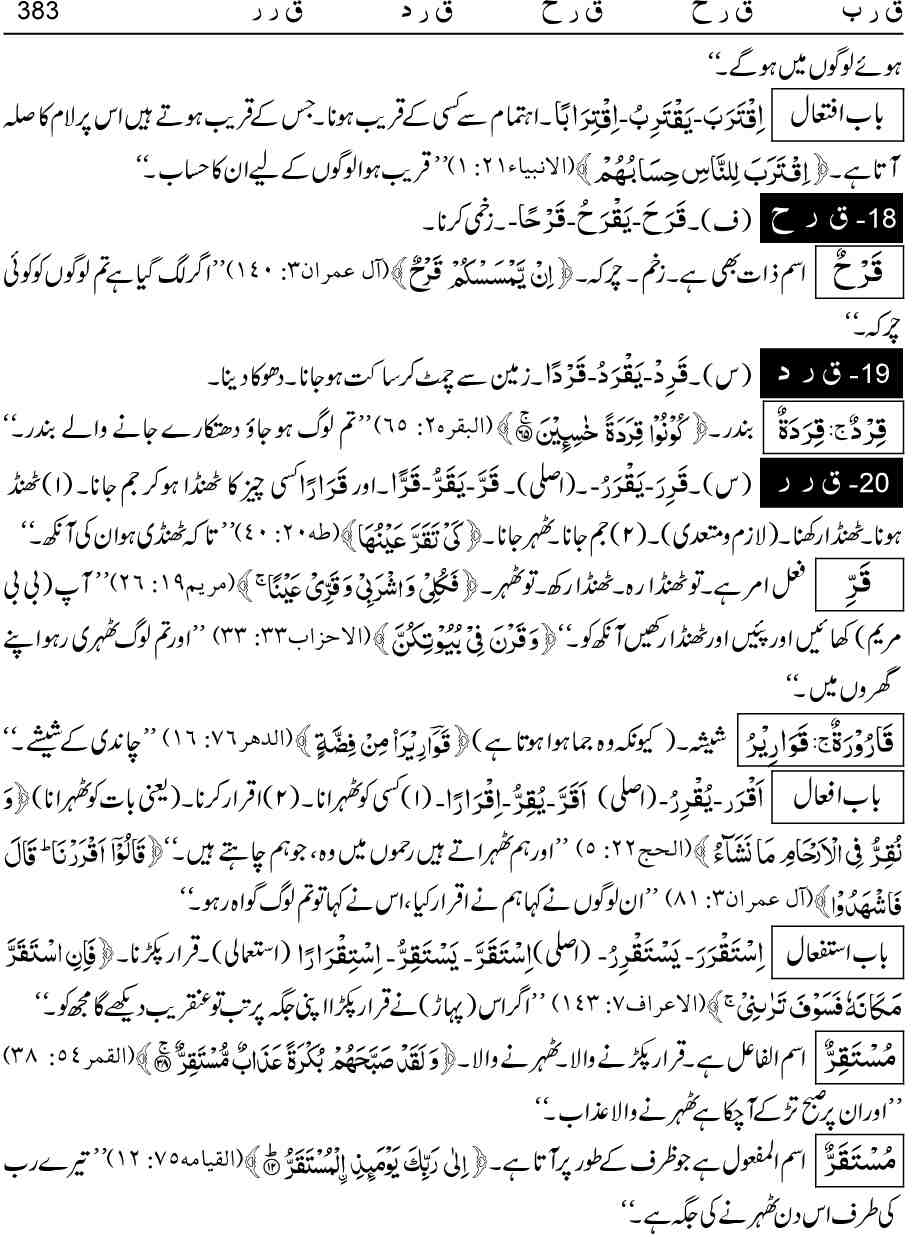 ق ر ب    ق ر ح    ق ر ح    ق ر د    ق ر ر    383
ہوئے لوگوں میں ہوگے۔‘‘
باب افتعال اِقْتَرَبَ-يَقْتَرِبُ-اِقْتِرَابًا۔ اہتمام سے کسی کے قریب ہونا۔ جس کے قریب ہوتے ہیں اس پر لام کا صلہ
آتا ہے۔ ﴿اِقْتَرَبَ لِلنَّاسِ حِسَابُهُمْ﴾ (الانبیاء۲۱: ۱) ’’قریب ہوا لوگوں کے لیے ان کا حساب۔‘‘
18- ق ر ح (ف)۔ قَرَحَ-يَقْرَحُ-قَرْحًا-۔ زخمی کرنا۔
قَرْحٌ اسم ذات بھی ہے۔ زخم۔ چرکہ۔ ﴿اِنْ يَّمْسَسْكُمْ قَرْحٌ﴾ (آل عمران۳: ۱۴۰) ’’اگر لگ گیا ہے تم لوگوں کو کوئی
چرکہ۔‘‘
19- ق ر د (س)۔ قَرِدْ-يَقْرَدُ-قَرْدًا۔ زمین سے چمٹ کر ساکت ہو جانا۔ دھوکا دینا۔
قِرْدٌ ج: قِرَدَةٌ بندر۔ ﴿كُوْنُوْا قِرَدَةً خٰسِـِٕيْنَ ۚ۶۵﴾ (البقرہ۲: ۶۵) ’’تم لوگ ہو جاؤ دھتکارے جانے والے بندر۔‘‘
20- ق ر ر (س)۔ قَرِرَ-يَقْرَرُ-۔ (اصلی)۔ قَرَّ-يَقَرُّ-قَرًّا۔ اور قَرَارًا کسی چیز کا ٹھنڈا ہو کر جم جانا۔ (۱) ٹھنڈ
ہونا۔ ٹھنڈا رکھنا۔ (لازم و متعدی)۔ (۲) جم جانا۔ ٹھہر جانا۔ ﴿كَیْ تَقَرَّ عَيْنُهَا﴾ (طه۲۰: ۴۰) ’’تاکہ ٹھنڈی ہو ان کی آنکھ۔‘‘
قَرِّ فعل امر ہے۔ تو ٹھنڈا رہ۔ ٹھنڈا رکھ۔ تو ٹھہر۔ ﴿فَكُلِیْ وَ اشْرَبِیْ وَ قَرِّیْ عَيْنًا ۚ﴾ (مریم۱۹: ۲۶) ’’آپ (بی بی
مریم) کھائیں اور پئیں اور ٹھنڈا رکھیں آنکھ کو۔‘‘ ﴿وَ قَرْنَ فِیْ بُيُوْتِكُنَّ﴾ (الاحزاب۳۳: ۳۳) ’’اور تم لوگ ٹھہری رہو اپنے
گھروں میں۔‘‘
قَارُوْرَةٌ ج: قَوَارِيْرُ شیشہ۔ (کیونکہ وہ جما ہوا ہوتا ہے) ﴿قَوَارِيْرَاۡ مِنْ فِضَّةٍ﴾ (الدھر۷۶: ۱۶) ’’چاندی کے شیشے۔‘‘
باب افعال اَقْرَر-يُقْرِرُ-(اصلی) اَقَرَّ-يُقِرُّ-اِقْرَارًا-(۱) کسی کو ٹھہرانا۔ (۲) اقرار کرنا۔ (یعنی بات کو ٹھہرانا) ﴿وَ
نُقِرُّ فِی الْاَرْحَامِ مَا نَشَآءُ﴾ (الحج۲۲: ۵) ’’اور ہم ٹھہراتے ہیں رحموں میں وہ، جو ہم چاہتے ہیں۔‘‘ ﴿قَالُوْۤا اَقْرَرْنَا ؕ قَالَ
فَاشْهَدُوْا﴾ (آل عمران۳: ۸۱) ’’ان لوگوں نے کہا ہم نے اقرار کیا، اس نے کہا تو تم لوگ گواہ رہو۔‘‘
باب استفعال اِسْتَقْرَرَ- يَسْتَقْرِرُ- (اصلی) اِسْتَقَرَّ- يَسْتَقِرُّ- اِسْتِقْرَارًا (استعمالی)۔ قرار پکڑنا۔ ﴿فَاِنِ اسْتَقَرَّ
مَكَانَهٗ فَسَوْفَ تَرٰىنِیْ ۚ﴾ (الاعراف۷: ۱۴۳) ’’اگر اس (پہاڑ) نے قرار پکڑا اپنی جگہ پر تب تو عنقریب دیکھے گا مجھ کو۔‘‘
مُسْتَقِرٌّ اسم الفاعل ہے۔ قرار پکڑنے والا۔ ٹھہرنے والا۔ ﴿وَ لَقَدْ صَبَّحَهُمْ بُكْرَةً عَذَابٌ مُّسْتَقِرٌّ ۚ۳۸﴾ (القمر۵۴: ۳۸)
’’اور ان پر صبح تڑکے آ چکا ہے ٹھہرنے والا عذاب۔‘‘
مُسْتَقَرٌّ اسم المفعول ہے جو ظرف کے طور پر آتا ہے۔ ﴿اِلٰی رَبِّكَ يَوْمَىِٕذِ اِ۟لْمُسْتَقَرُّ ؕ۱۲﴾ (القیامہ۷۵: ۱۲) ’’تیرے رب
کی طرف اس دن ٹھہرنے کی جگہ ہے۔‘‘